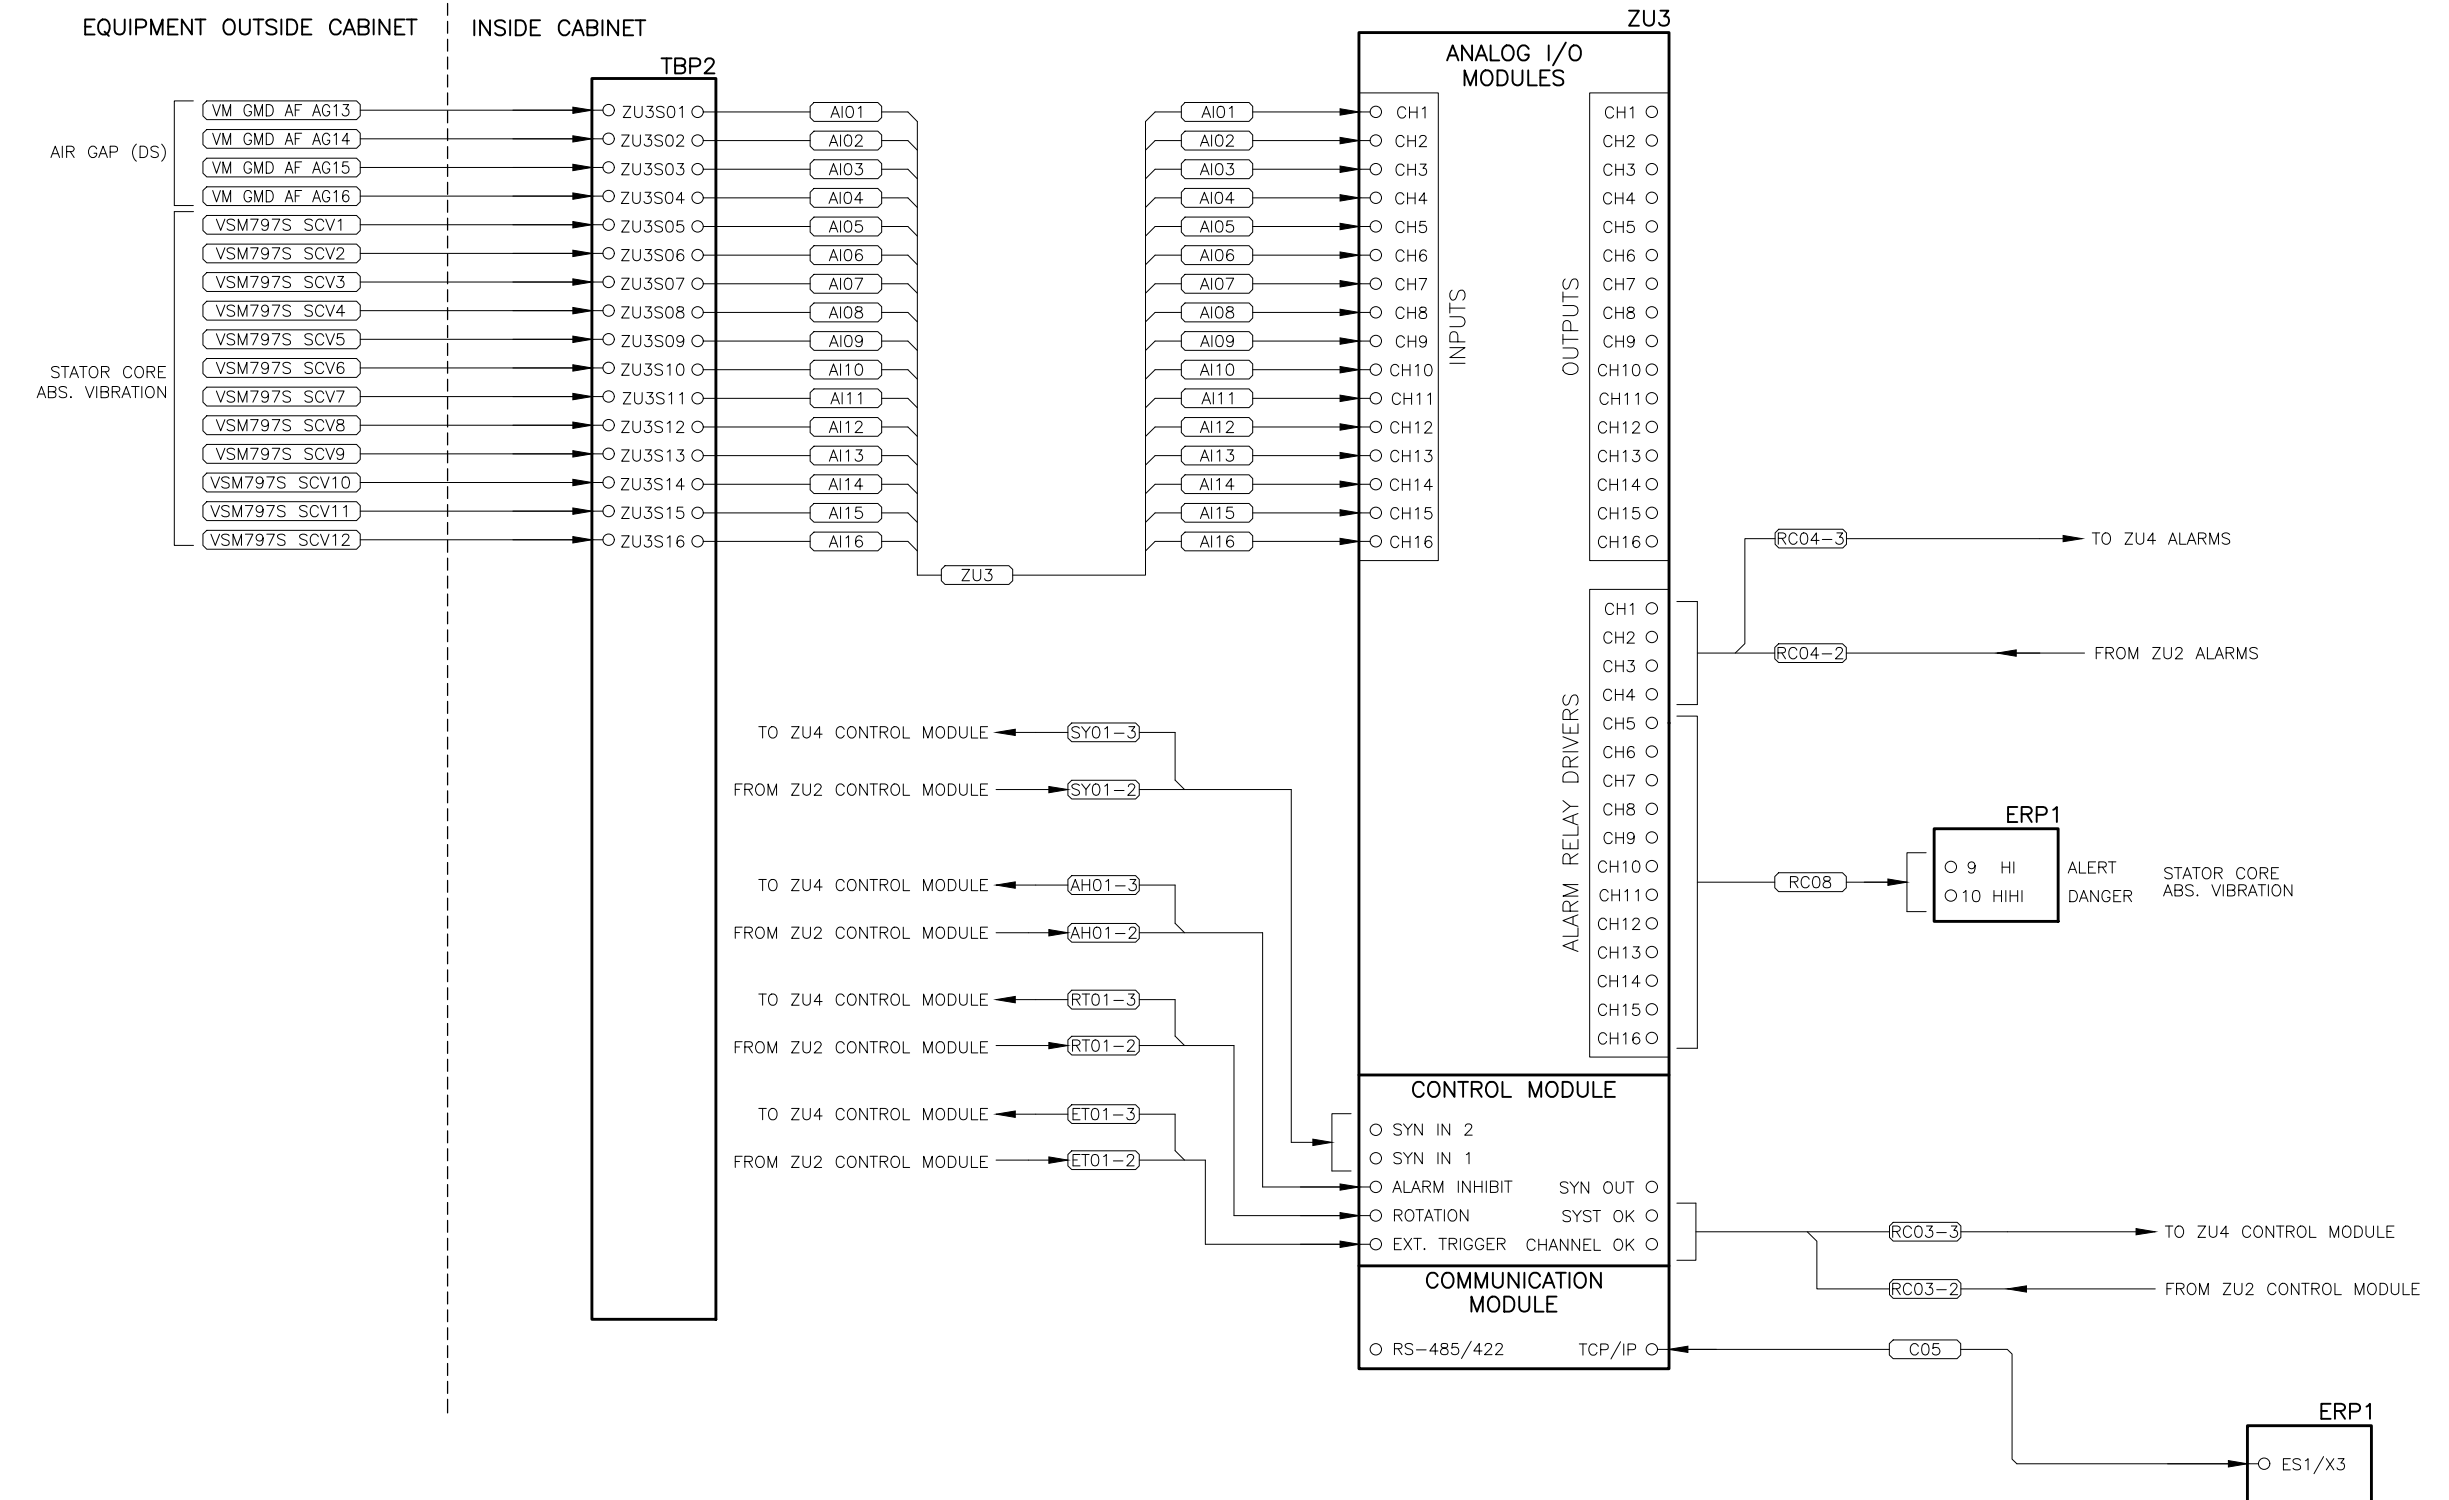 EQUIPMENT OUTSIDE CABINET
INSIDE CABINET
TBP2
AIR GAP (DS)
VM GMD AF AG13
VM GMD AF AG14
VM GMD AF AG15
VM GMD AF AG16
STATOR CORE
ABS. VIBRATION
VSM797S SCV1
VSM797S SCV2
VSM797S SCV3
VSM797S SCV4
VSM797S SCV5
VSM797S SCV6
VSM797S SCV7
VSM797S SCV8
VSM797S SCV9
VSM797S SCV10
VSM797S SCV11
VSM797S SCV12
ZU3S01
ZU3S02
ZU3S03
ZU3S04
ZU3S05
ZU3S06
ZU3S07
ZU3S08
ZU3S09
ZU3S10
ZU3S11
ZU3S12
ZU3S13
ZU3S14
ZU3S15
ZU3S16
AI01
AI02
AI03
AI04
AI05
AI06
AI07
AI08
AI09
AI10
AI11
AI12
AI13
AI14
AI15
AI16
ZU3
AI01
AI02
AI03
AI04
AI05
AI06
AI07
AI08
AI09
AI10
AI11
AI12
AI13
AI14
AI15
AI16
ZU3
ANALOG I/O
MODULES
CH1
CH2
CH3
CH4
CH5
CH6
CH7
CH8
CH9
CH10
CH11
CH12
CH13
CH14
CH15
CH16
INPUTS
OUTPUTS
CH1
CH2
CH3
CH4
CH5
CH6
CH7
CH8
CH9
CH10
CH11
CH12
CH13
CH14
CH15
CH16
ALARM RELAY DRIVERS
CH1
CH2
CH3
CH4
CH5
CH6
CH7
CH8
CH9
CH10
CH11
CH12
CH13
CH14
CH15
CH16
RC04-3
TO ZU4 ALARMS
RC04-2
FROM ZU2 ALARMS
RC08
ERP1
9 HI
10 HIHI
ALERT
DANGER
STATOR CORE
ABS. VIBRATION
TO ZU4 CONTROL MODULE
SY01-3
FROM ZU2 CONTROL MODULE
SY01-2
TO ZU4 CONTROL MODULE
AH01-3
FROM ZU2 CONTROL MODULE
AH01-2
TO ZU4 CONTROL MODULE
RT01-3
FROM ZU2 CONTROL MODULE
RT01-2
TO ZU4 CONTROL MODULE
ET01-3
FROM ZU2 CONTROL MODULE
ET01-2
CONTROL MODULE
SYN IN 2
SYN IN 1
ALARM INHIBIT
ROTATION
EXT. TRIGGER
SYN OUT
SYST OK
CHANNEL OK
RC03-3
TO ZU4 CONTROL MODULE
RC03-2
FROM ZU2 CONTROL MODULE
COMMUNICATION
MODULE
RS-485/422
TCP/IP
C05
ERP1
ES1/X3